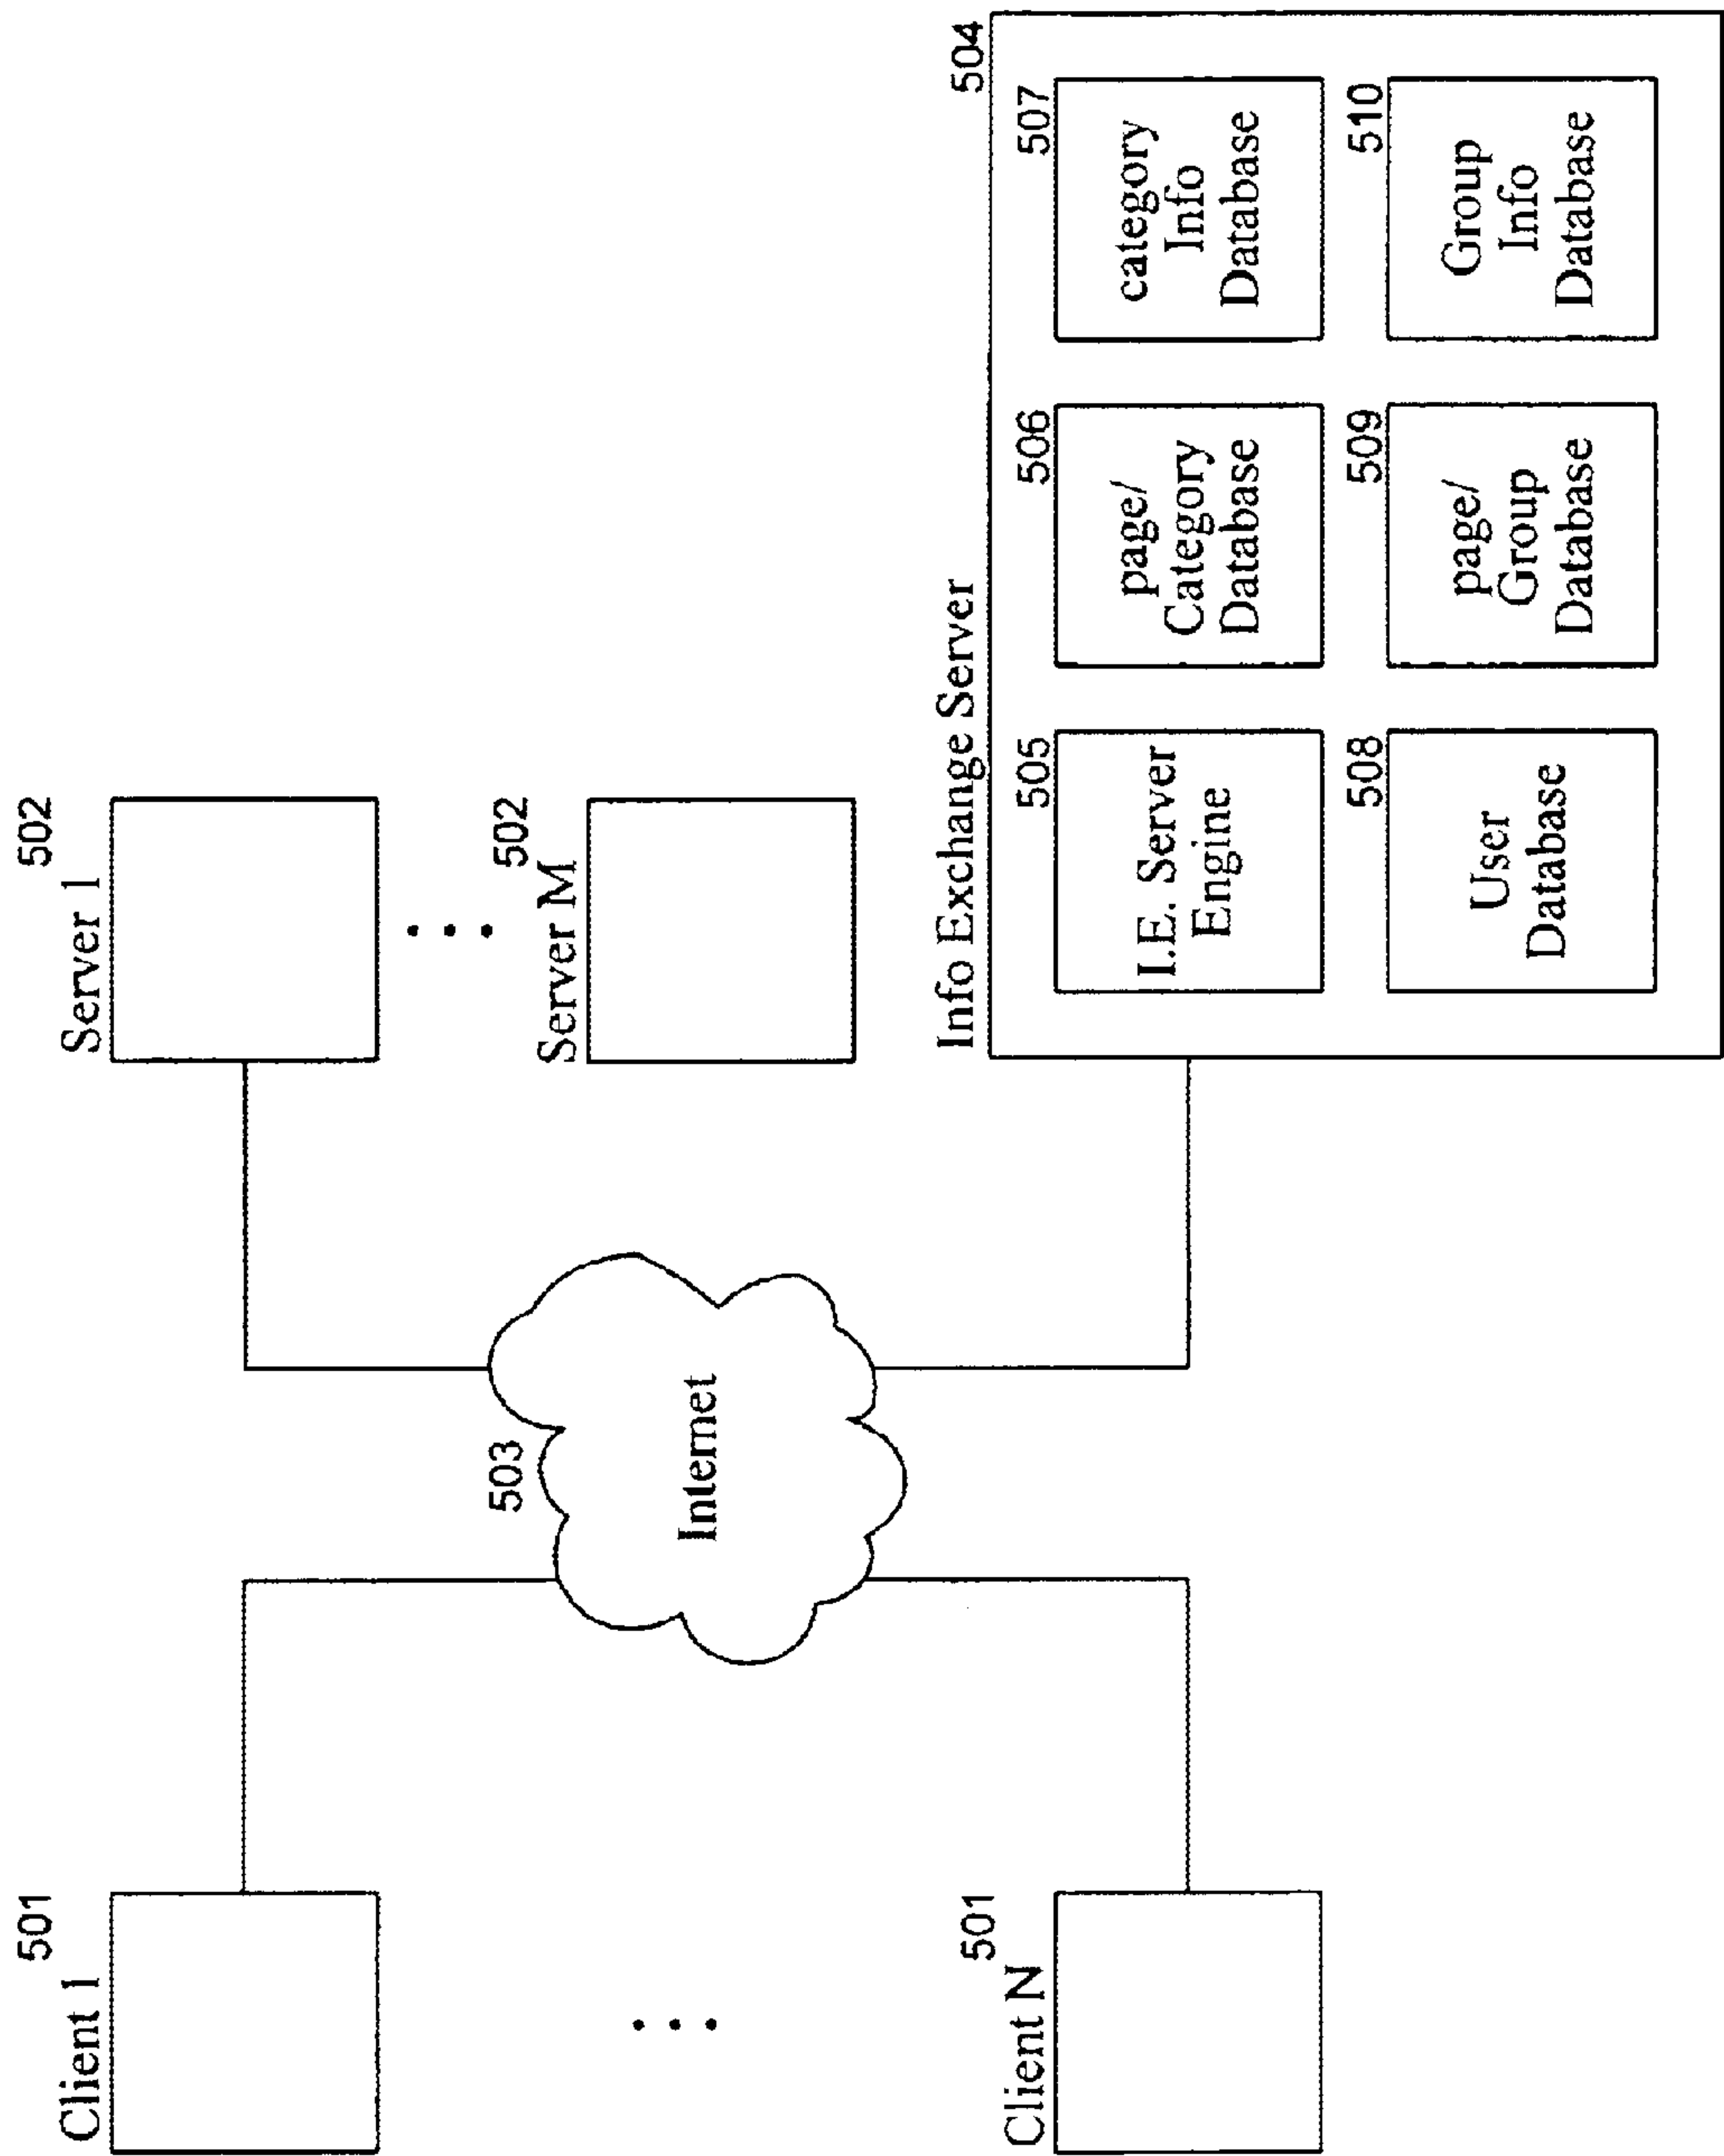 501
Client 1
501
Client N
503
Internet
502
Server 1
502
Server M
Info Exchange Server
504
505
I.E. Server
Engine
506
page/
Category
Database
507
category
Info
Database
508
User
Database
509
page/
Group
Database
510
Group
Info
Database